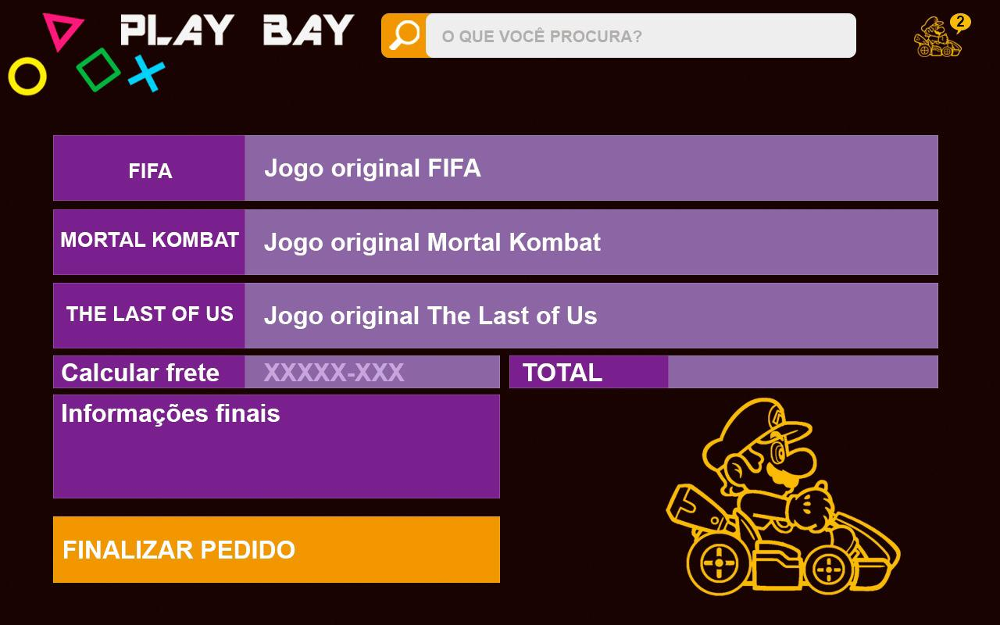 PLAY BAY
O QUE VOCÊ PROCURA?
2
FIFA
Jogo original FIFA
MORTAL KOMBAT
Jogo original Mortal Kombat
THE LAST OF US
Jogo original The Last of Us
Calcular frete
XXXXX-XXX
TOTAL
Informações finais
FINALIZAR PEDIDO